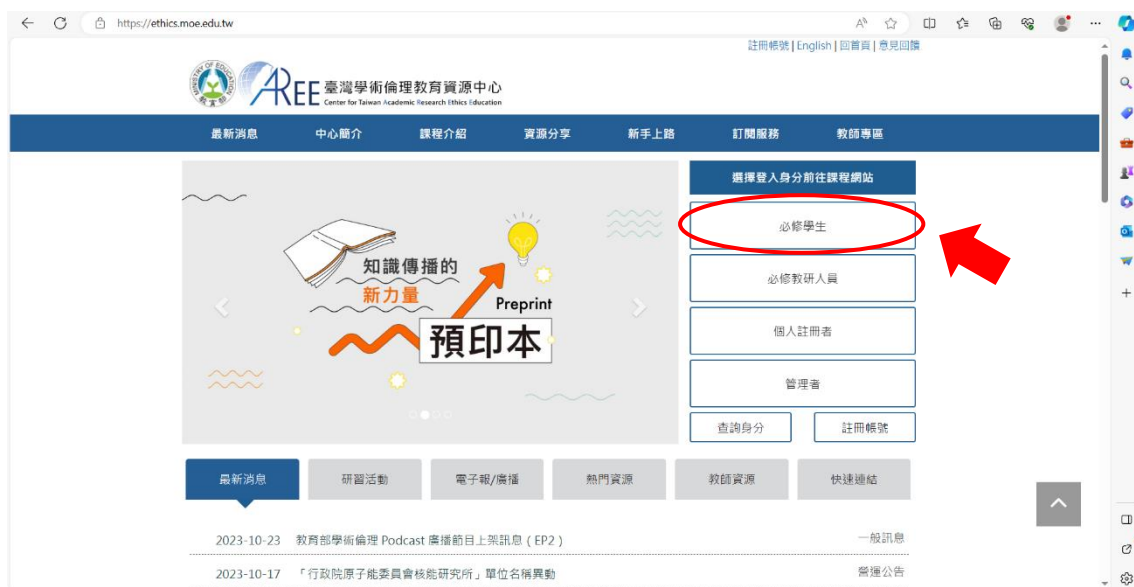 https://ethics.moe.edu.tw
註冊帳號 | English | 回首頁 | 意見回饋
AREE 臺灣學術倫理教育資源中心
Center for Taiwan Academic Research Ethics Education
最新消息 中心簡介 課程介紹 資源分享 新手上路 訂閱服務 教師專區
知識傳播的
新力量
Preprint
預印本
選擇登入身分前往課程網站
必修學生
必修教研人員
個人註冊者
管理者
查詢身分 註冊帳號
最新消息 研習活動 電子報/廣播 熱門資源 教師資源 快速連結
2023-10-23 教育部學術倫理 Podcast 廣播節目上架訊息 ( EP2 ) 一般訊息
2023-10-17 「行政院原子能委員會核能研究所」單位名稱異動 營運公告